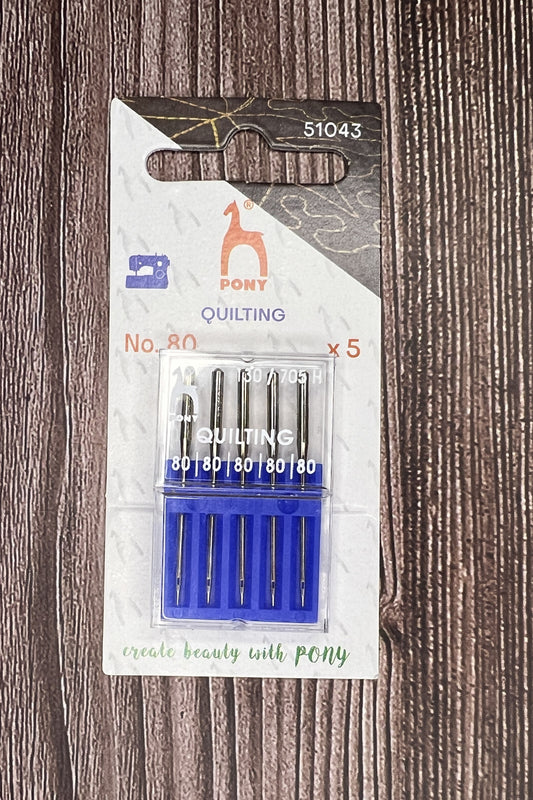 51043
®
PONY
QUILTING
No. 80
x 5
130 / 705 H
PONY
QUILTING
80 | 80 | 80 | 80 | 80
create beauty with PONY